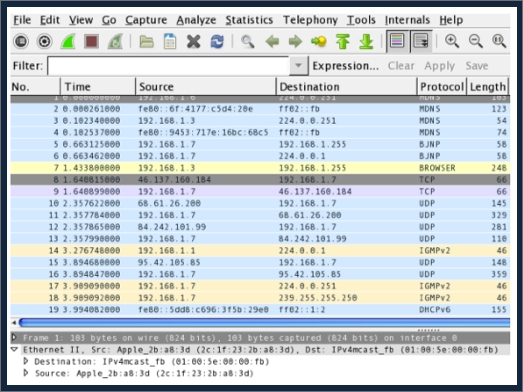 File Edit View Go Capture Analyze Statistics Telephony Tools Internals Help
Filter: Expression... Clear Apply Save
No. Time Source Destination Protocol Length
1 0.000000000 192.168.1.6 224.0.0.251 MDNS 103
2 0.000261000 fe80::6f:4177:c5d4:20e ff02::fb MDNS 123
3 0.102340000 192.168.1.3 224.0.0.251 MDNS 54
4 0.102537000 fe80::9453:717e:16bc:68c5 ff02::fb MDNS 74
5 0.663125000 192.168.1.7 192.168.1.255 BJNP 58
6 0.663462000 192.168.1.7 224.0.0.1 BJNP 58
7 1.433800000 192.168.1.3 192.168.1.255 BROWSER 248
8 1.640815000 46.137.160.184 192.168.1.7 TCP 66
9 1.640899000 192.168.1.7 46.137.160.184 TCP 66
10 2.357622000 68.61.26.200 192.168.1.7 UDP 145
11 2.357784000 192.168.1.7 68.61.26.200 UDP 329
12 2.357865000 84.242.101.99 192.168.1.7 UDP 281
13 2.357990000 192.168.1.7 84.242.101.99 UDP 110
14 3.276748000 192.168.1.1 224.0.0.1 IGMPv2 46
15 3.894680000 95.42.105.85 192.168.1.7 UDP 148
16 3.894847000 192.168.1.7 95.42.105.85 UDP 359
17 3.909090000 192.168.1.7 224.0.0.251 IGMPv2 46
18 3.909092000 192.168.1.7 239.255.255.250 IGMPv2 46
19 3.994082000 fe80::5dd8:c696:3f5b:29e0 ff02::1:2 DHCPv6 155
Frame 1: 103 bytes on wire (824 bits), 103 bytes captured (824 bits) on interface 0
Ethernet II, Src: Apple_2b:a8:3d (2c:1f:23:2b:a8:3d), Dst: IPv4mcast_fb (01:00:5e:00:00:fb)
Destination: IPv4mcast_fb (01:00:5e:00:00:fb)
Source: Apple_2b:a8:3d (2c:1f:23:2b:a8:3d)